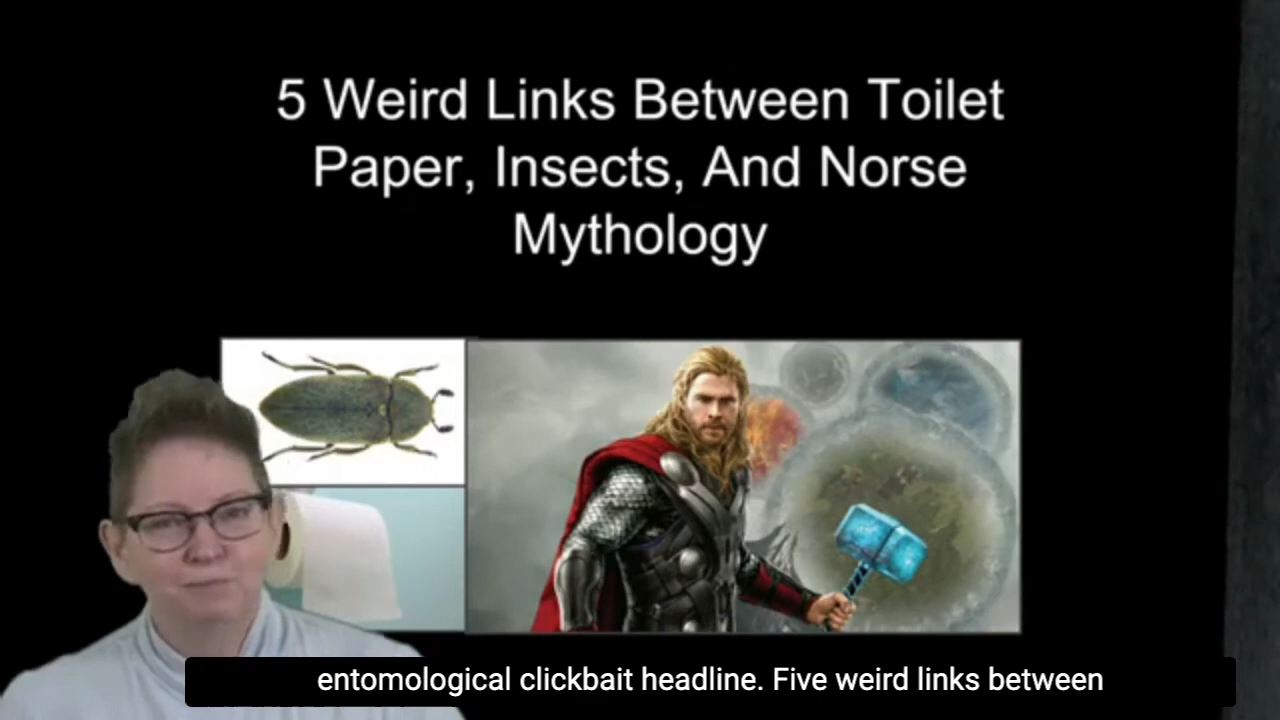 5 Weird Links Between Toilet
Paper, Insects, And Norse
Mythology
entomological clickbait headline. Five weird links between